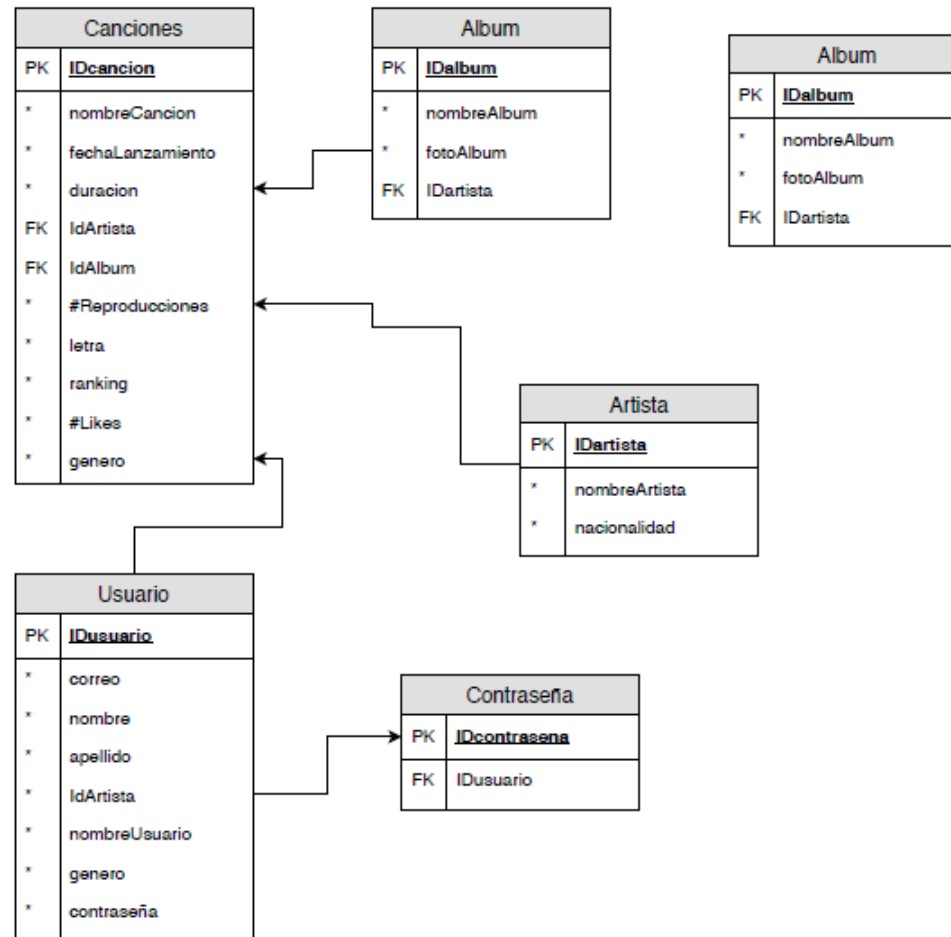 Canciones
PK IDcancion
* nombreCancion
* fechaLanzamiento
* duracion
FK IdArtista
FK IdAlbum
* #Reproducciones
* letra
* ranking
* #Likes
* genero
Album
PK IDalbum
* nombreAlbum
* fotoAlbum
FK IDartista
Album
PK IDalbum
* nombreAlbum
* fotoAlbum
FK IDartista
Artista
PK IDartista
* nombreArtista
* nacionalidad
Usuario
PK IDusuario
* correo
* nombre
* apellido
* IdArtista
* nombreUsuario
* genero
* contraseña
Contraseña
PK IDcontrasena
FK IDusuario